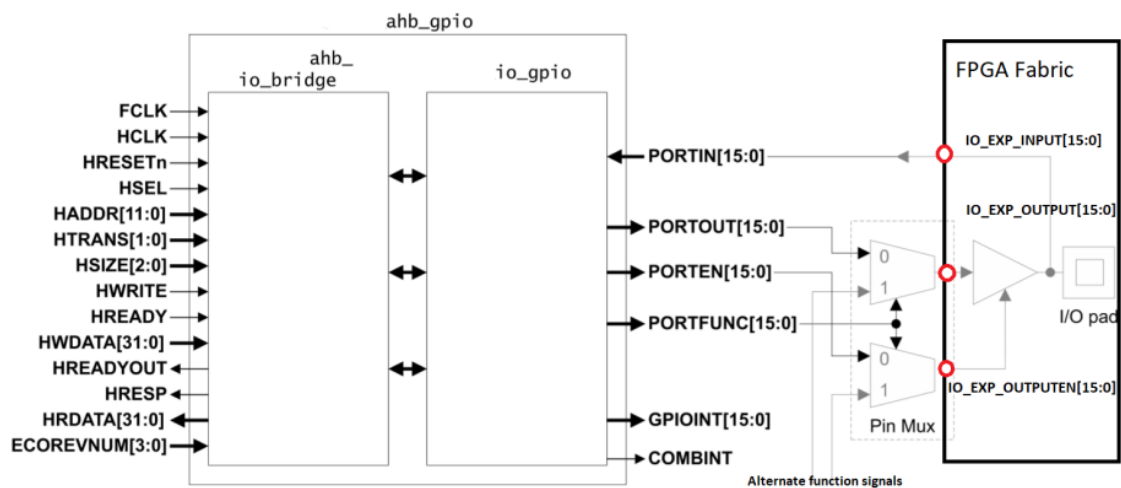 ahb_gpio
ahb_
io_bridge
io_gpio
FPGA Fabric
FCLK
HCLK
HRESETn
HSEL
HADDR[11:0]
HTRANS[1:0]
HSIZE[2:0]
HWRITE
HREADY
HWDATA[31:0]
HREADYOUT
HRESP
HRDATA[31:0]
ECOREVNUM[3:0]
PORTIN[15:0]
PORTOUT[15:0]
PORTEN[15:0]
PORTFUNC[15:0]
GPIOINT[15:0]
COMBINT
0
1
0
1
Pin Mux
Alternate function signals
IO_EXP_INPUT[15:0]
IO_EXP_OUTPUT[15:0]
I/O pad
IO_EXP_OUTPUTEN[15:0]